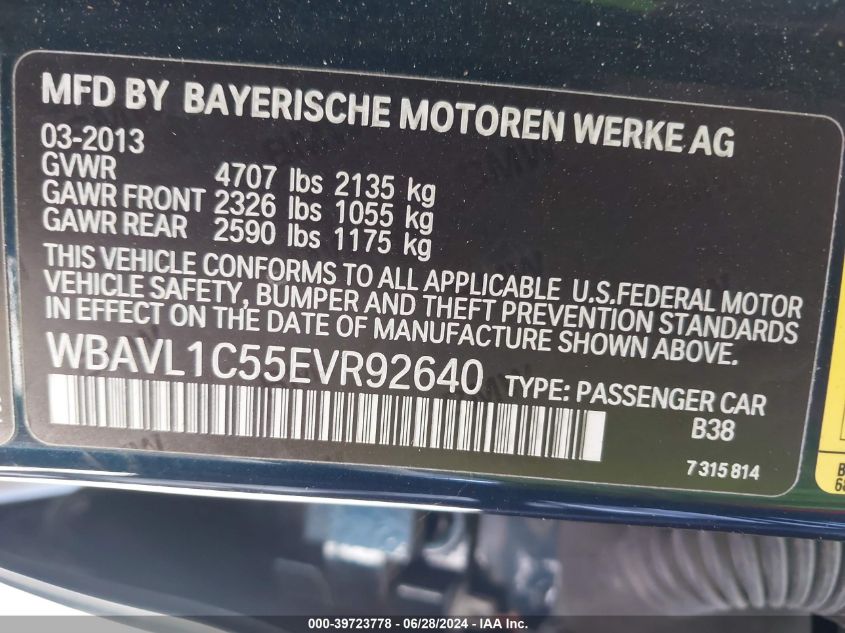 MFD BY BAYERISCHE MOTOREN WERKE AG
03-2013
GVWR 4707 lbs 2135 kg
GAWR FRONT 2326 lbs 1055 kg
GAWR REAR 2590 lbs 1175 kg
THIS VEHICLE CONFORMS TO ALL APPLICABLE U.S.FEDERAL MOTOR
VEHICLE SAFETY, BUMPER AND THEFT PREVENTION STANDARDS
IN EFFECT ON THE DATE OF MANUFACTURE SHOWN ABOVE.
WBAVL1C55EVR92640 TYPE: PASSENGER CAR
B38
7 315 814
000-39723778 - 06/28/2024 - IAA Inc.